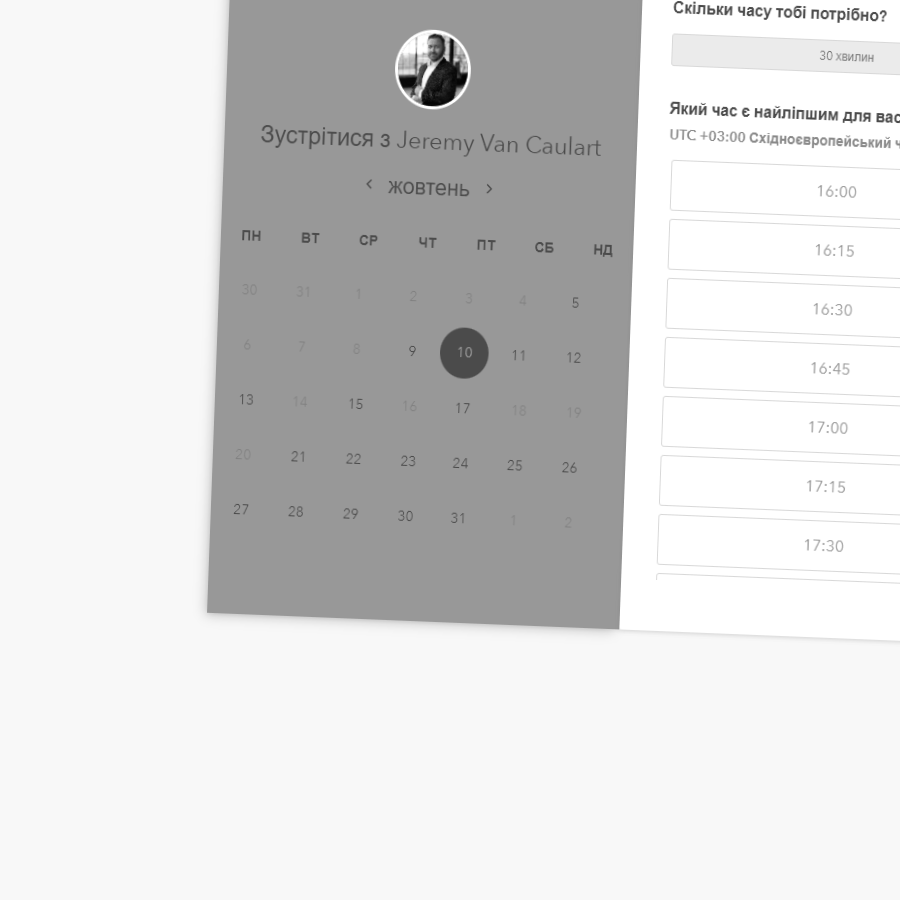 Зустрітися з Jeremy Van Caulart
‹ жовтень ›
ПН ВТ СР ЧТ ПТ СБ НД
30 31 1 2 3 4 5
6 7 8 9 10 11 12
13 14 15 16 17 18 19
20 21 22 23 24 25 26
27 28 29 30 31 1 2
Скільки часу тобі потрібно?
30 хвилин
Який час є найліпшим для вас
UTC +03:00 Східноєвропейський
16:00
16:15
16:30
16:45
17:00
17:15
17:30